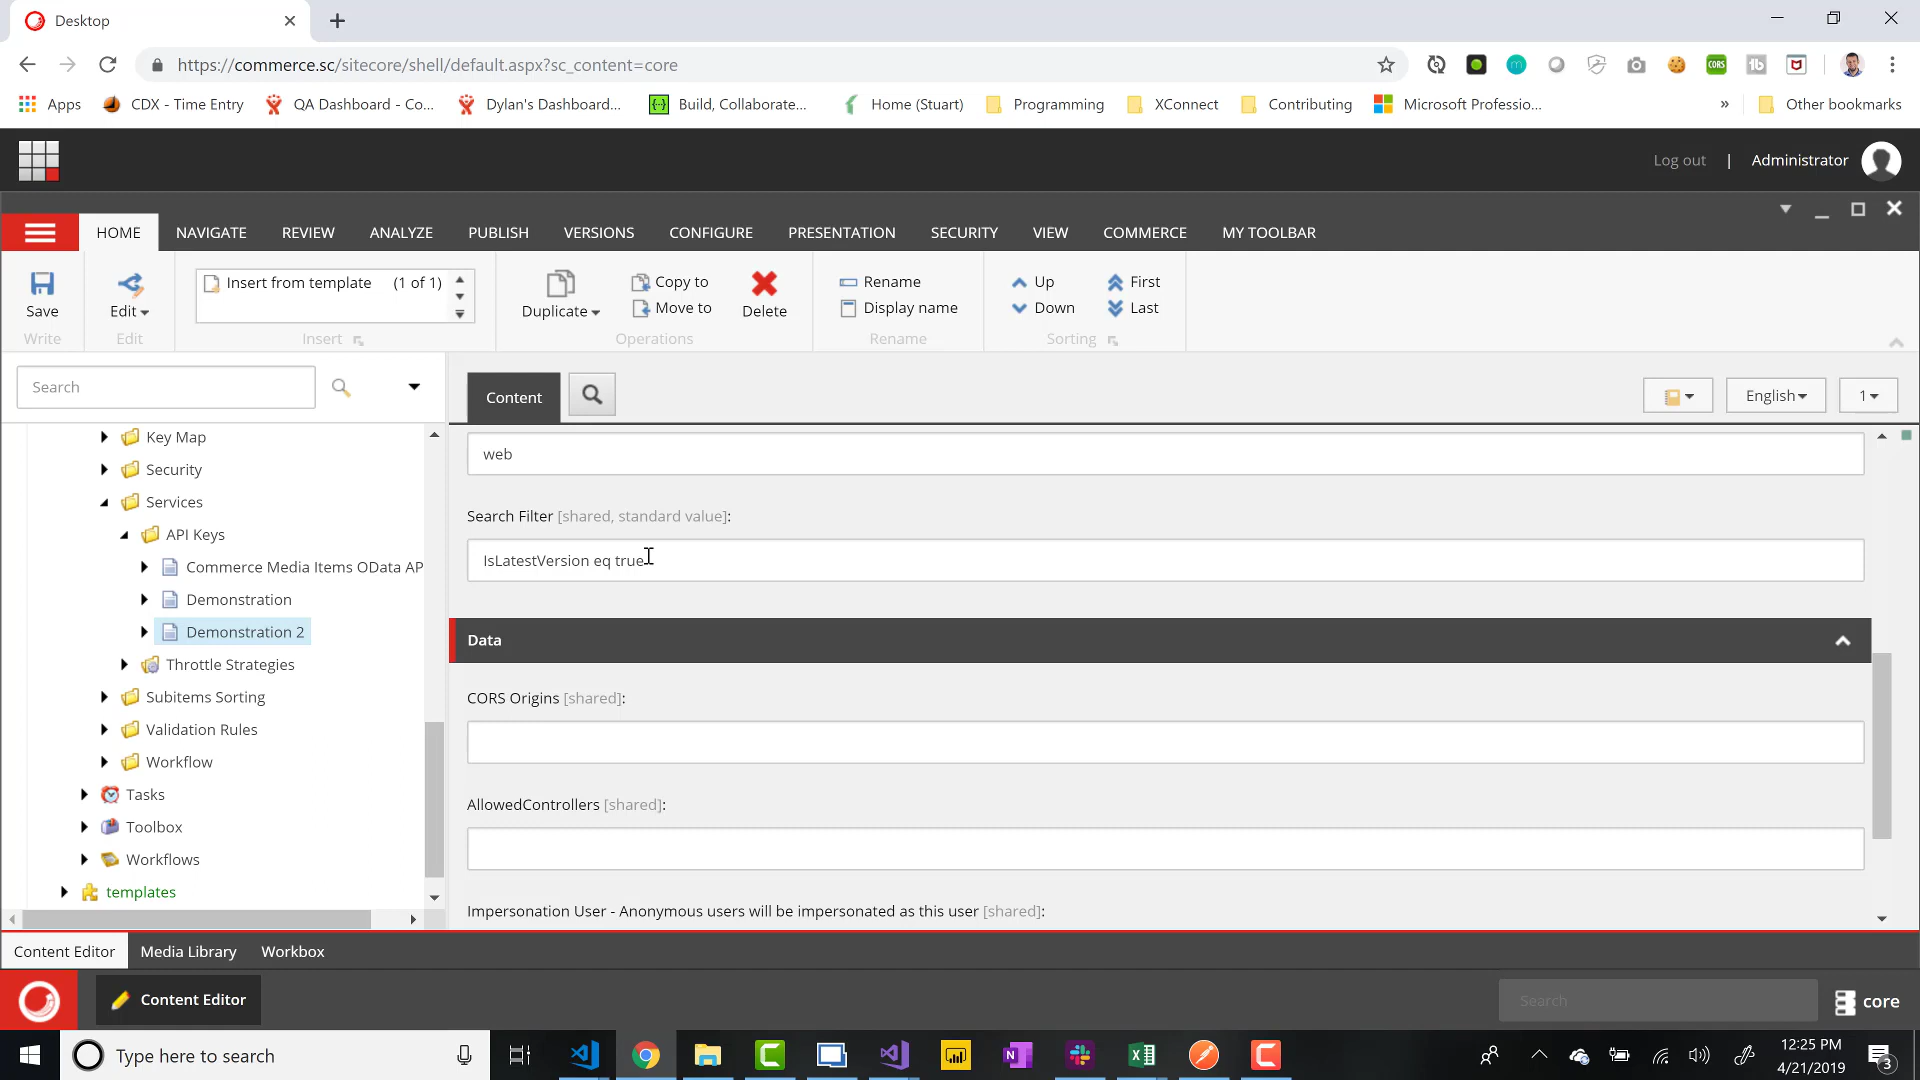 Desktop
https://commerce.sc/sitecore/shell/default.aspx?sc_content=core
Apps
CDX - Time Entry
QA Dashboard - Co...
Dylan's Dashboard...
Build, Collaborate...
Home (Stuart)
Programming
XConnect
Contributing
Microsoft Professio...
»
Other bookmarks
Log out | Administrator
HOME
NAVIGATE
REVIEW
ANALYZE
PUBLISH
VERSIONS
CONFIGURE
PRESENTATION
SECURITY
VIEW
COMMERCE
MY TOOLBAR
Save
Write
Edit
Edit
Insert from template (1 of 1)
Insert
Duplicate
Copy to
Move to
Delete
Operations
Rename
Display name
Rename
Up
Down
First
Last
Sorting
Search
Content
English
1
Key Map
Security
Services
API Keys
Commerce Media Items OData AP
Demonstration
Demonstration 2
Throttle Strategies
Subitems Sorting
Validation Rules
Workflow
Tasks
Toolbox
Workflows
templates
web
Search Filter [shared, standard value]:
IsLatestVersion eq true
Data
CORS Origins [shared]:
AllowedControllers [shared]:
Impersonation User - Anonymous users will be impersonated as this user [shared]:
Content Editor
Media Library
Workbox
Content Editor
Search
core
Type here to search
12:25 PM
4/21/2019
3